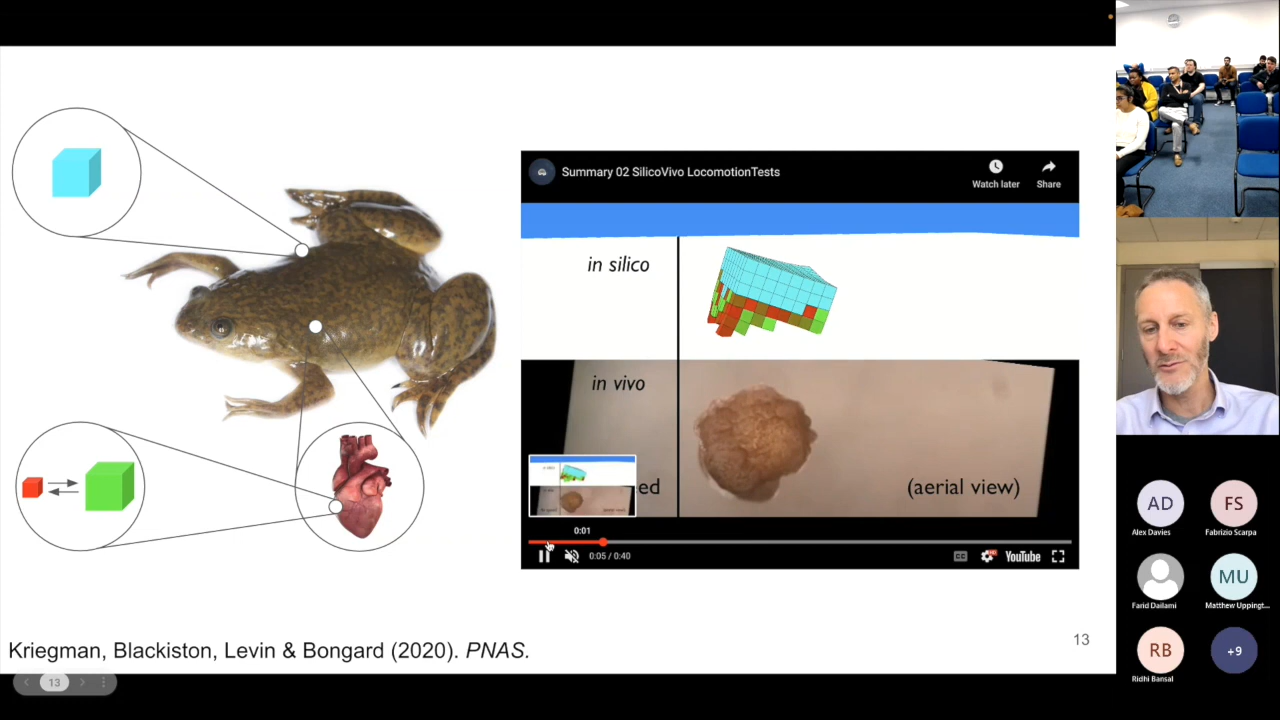 Summary 02 SilicoVivo LocomotionTests
Watch later
Share
in silico
in vivo
ed
(aerial view)
0:01
0:05 / 0:40
CC
YouTube
Kriegman, Blackiston, Levin & Bongard (2020). PNAS.
13
13
AD
Alex Davies
FS
Fabrizio Scarpa
Farid Dailami
MU
Matthew Uppingt...
RB
Ridhi Bansal
+9